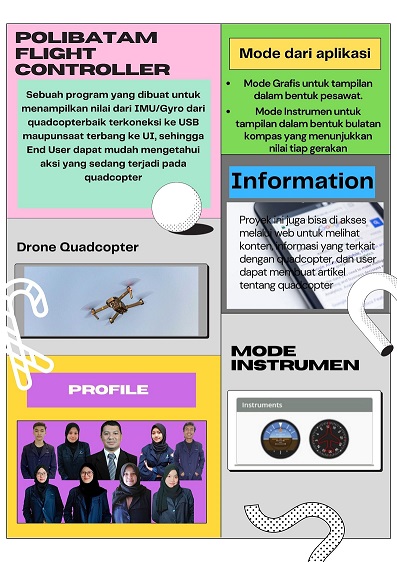 POLIBATAM
FLIGHT
CONTROLLER
Sebuah program yang dibuat untuk
menampilkan nilai dari IMU/Gyro dari
quadcopterbaik terkoneksi ke USB
maupunsaat terbang ke UI, sehingga
End User dapat mudah mengetahui
aksi yang sedang terjadi pada
quadcopter
Drone Quadcopter
PROFILE
Mode dari aplikasi
• Mode Grafis untuk tampilan
dalam bentuk pesawat.
• Mode Instrumen untuk
tampilan dalam bentuk bulatan
kompas yang menunjukkan
nilai tiap gerakan
Information
Proyek ini juga bisa di akses
melalui web untuk melihat
konten informasi yang terkait
dengan quadcopter, dan user
dapat membuat artikel
tentang quadcopter
MODE
INSTRUMEN
Instruments